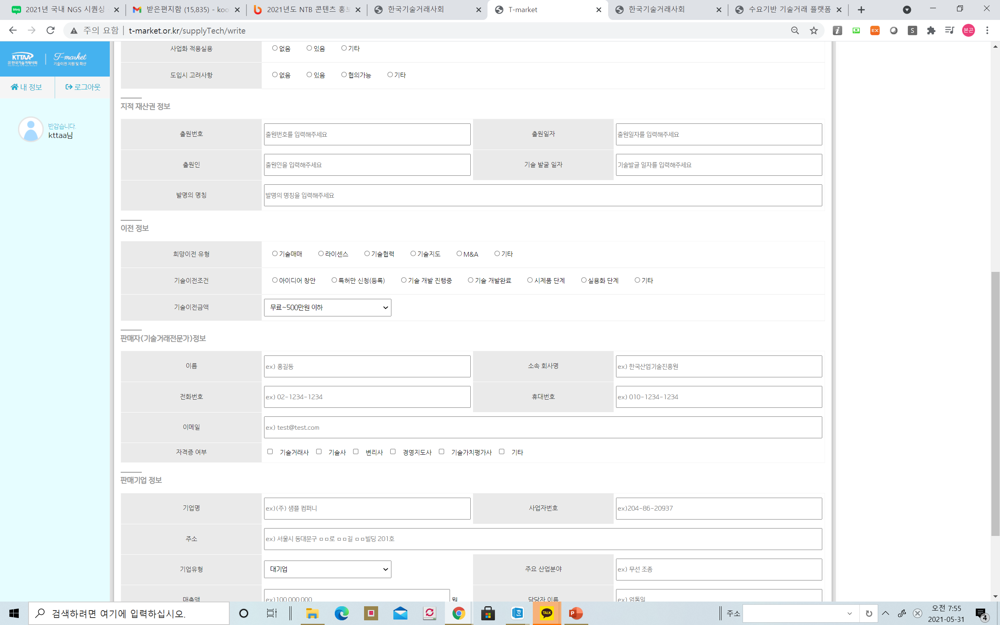 2021년 국내 NGS 시퀀싱
받은편지함 (15,835) - koo
2021년도 NTB 콘텐츠 홍보
한국기술거래사회
T-market
한국기술거래사회
수요기반 기술거래 플랫폼
주의 요함 | t-market.or.kr/supplyTech/write
본곤
KTTAA
한국기술거래사회
T-market
기술이전 지원 및 확산
내 정보
로그아웃
반갑습니다.
kttaa님
사업화 적용실용 없음 있음 기타
도입시 고려사항 없음 있음 협의가능 기타
지적 재산권 정보
출원번호 출원번호를 입력해주세요 출원일자 출원일자를 입력해주세요
출원인 출원인을 입력해주세요 기술 발굴 일자 기술발굴 일자를 입력해주세요
발명의 명칭 발명의 명칭을 입력해주세요
이전 정보
희망이전 유형 기술매매 라이센스 기술협력 기술지도 M&A 기타
기술이전조건 아이디어 창안 특허만 신청(등록) 기술 개발 진행중 기술 개발완료 시제품 단계 실용화 단계 기타
기술이전금액 무료~500만원 이하
판매자(기술거래전문가)정보
이름 ex) 홍길동 소속 회사명 ex) 한국산업기술진흥원
전화번호 ex) 02-1234-1234 휴대번호 ex) 010-1234-1234
이메일 ex) test@test.com
자격증 여부 기술거래사 기술사 변리사 경영지도사 기술가치평가사 기타
판매기업 정보
기업명 ex)(주) 샘플 컴퍼니 사업자번호 ex)204-86-20937
주소 ex) 서울시 동대문구 ㅁㅁ로 ㅁㅁ길 ㅁㅁ빌딩 201호
기업유형 대기업 주요 산업분야 ex) 무선 조종
매출액 ex)100,000,000 원 담당자 이름 ex) 엄통일
검색하려면 여기에 입력하십시오.
주소
오전 7:55
2021-05-31
4